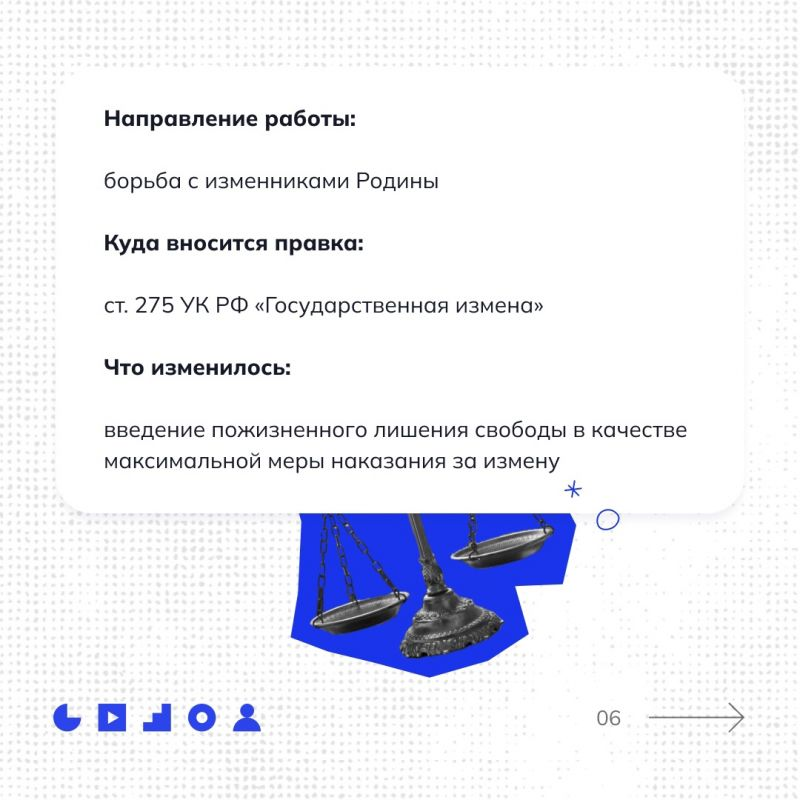 Направление работы:
борьба с изменниками Родины
Куда вносится правка:
ст. 275 УК РФ «Государственная измена»
Что изменилось:
введение пожизненного лишения свободы в качестве
максимальной меры наказания за измену
06